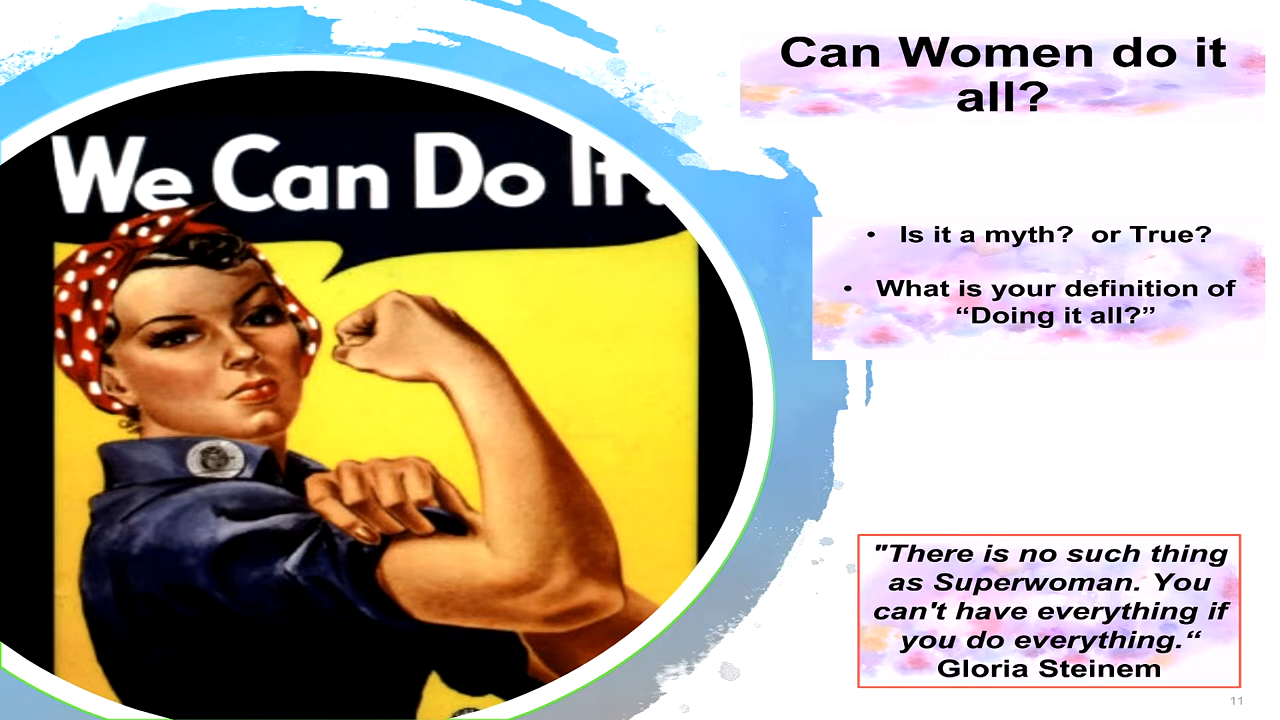 We Can Do It!
Can Women do it
all?
• Is it a myth?  or True?
• What is your definition of
“Doing it all?”
"There is no such thing
as Superwoman. You
can't have everything if
you do everything.“
Gloria Steinem
11